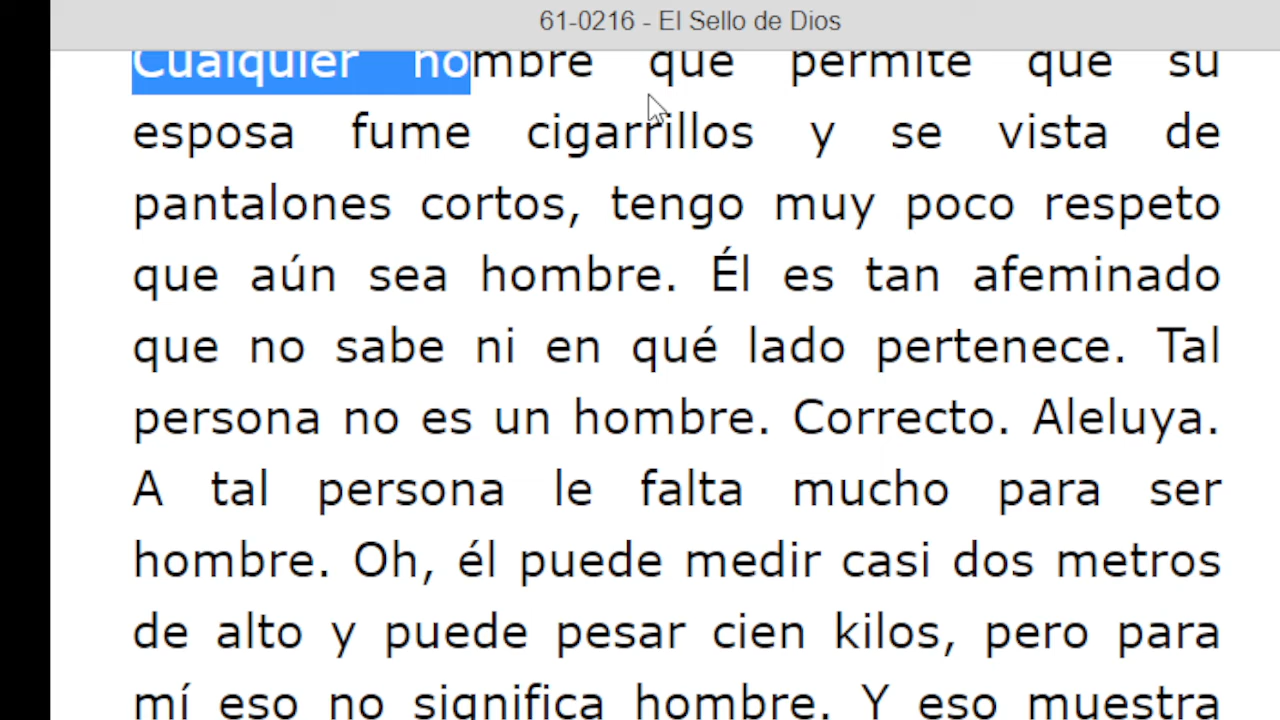 61-0216 - El Sello de Dios
Cualquier hombre que permite que su
esposa fume cigarrillos y se vista de
pantalones cortos, tengo muy poco respeto
que aún sea hombre. Él es tan afeminado
que no sabe ni en qué lado pertenece. Tal
persona no es un hombre. Correcto. Aleluya.
A tal persona le falta mucho para ser
hombre. Oh, él puede medir casi dos metros
de alto y puede pesar cien kilos, pero para
mí eso no significa hombre. Y eso muestra